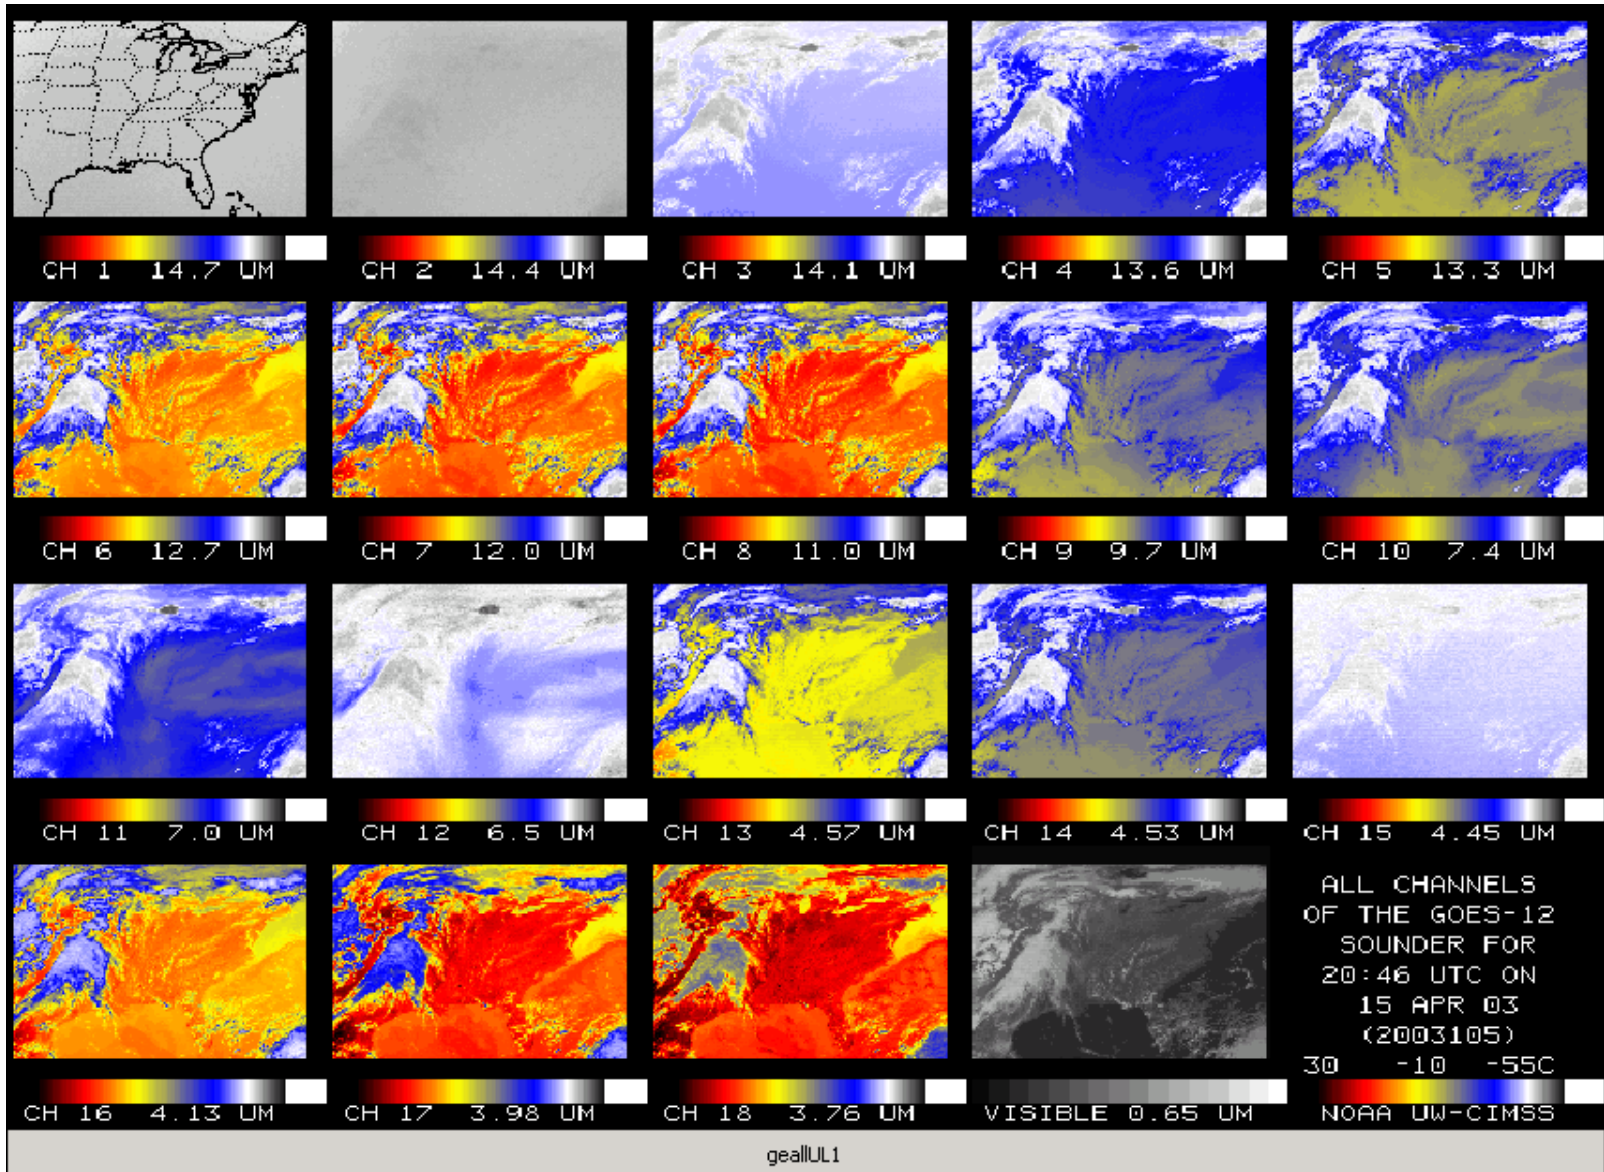 CH 1 14.7 UM
CH 2 14.4 UM
CH 3 14.1 UM
CH 4 13.6 UM
CH 5 13.3 UM
CH 6 12.7 UM
CH 7 12.0 UM
CH 8 11.0 UM
CH 9 9.7 UM
CH 10 7.4 UM
CH 11 7.0 UM
CH 12 6.5 UM
CH 13 4.57 UM
CH 14 4.53 UM
CH 15 4.45 UM
CH 16 4.13 UM
CH 17 3.98 UM
CH 18 3.76 UM
VISIBLE 0.65 UM
ALL CHANNELS
OF THE GOES-12
SOUNDER FOR
20:46 UTC ON
15 APR 03
(2003105)
30 -10 -55C
NOAA UW-CIMSS
geallUL1